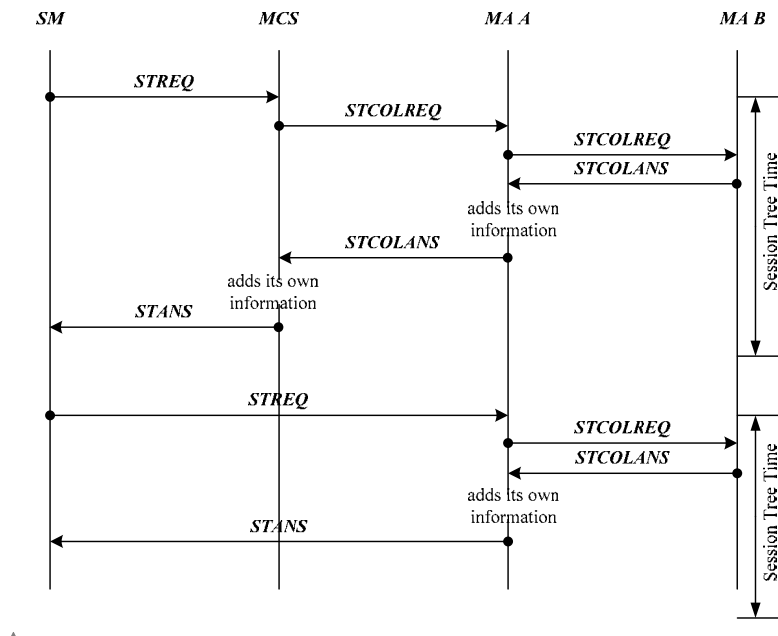 SM MCS MA A MA B
STREQ
STCOLREQ
STCOLREQ
STCOLANS
adds its own
information
STCOLANS
adds its own
information
STANS
Session Tree Time
STREQ
STCOLREQ
STCOLANS
adds its own
information
STANS
Session Tree Time